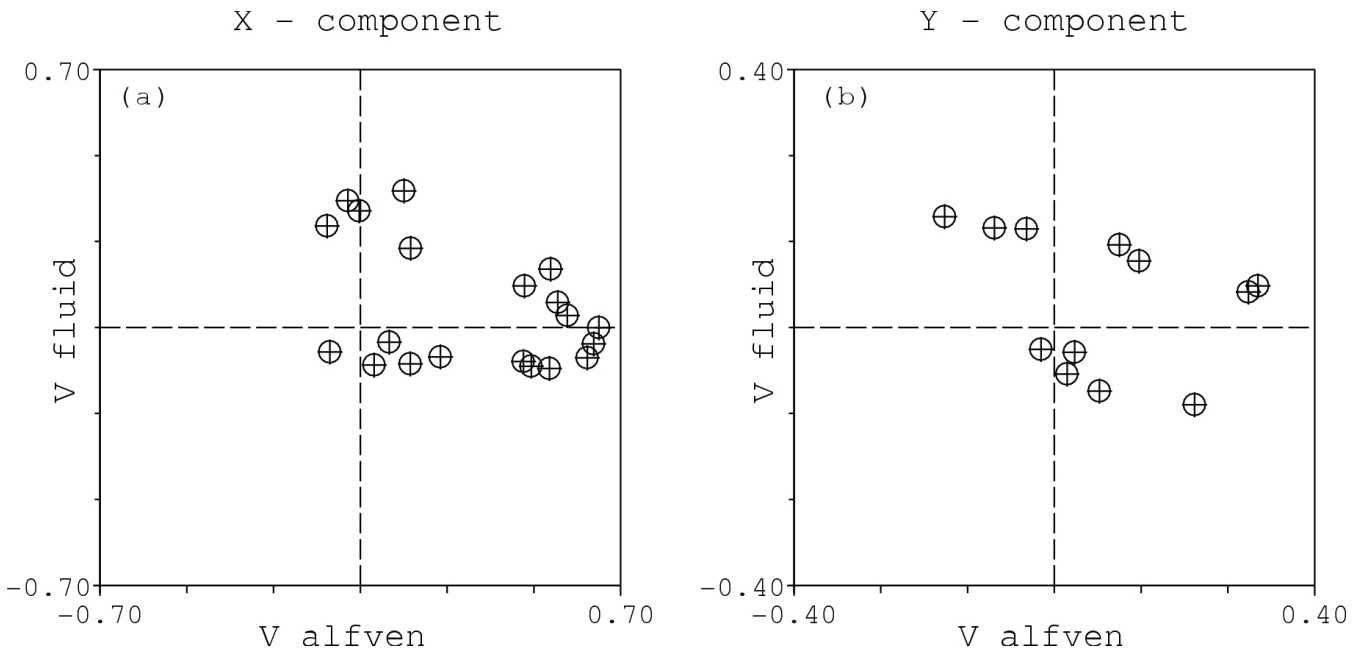 X – component
0.70
(a)
V fluid
−0.70
−0.70
0.70
V alfven
Y – component
0.40
(b)
V fluid
−0.40
−0.40
0.40
V alfven